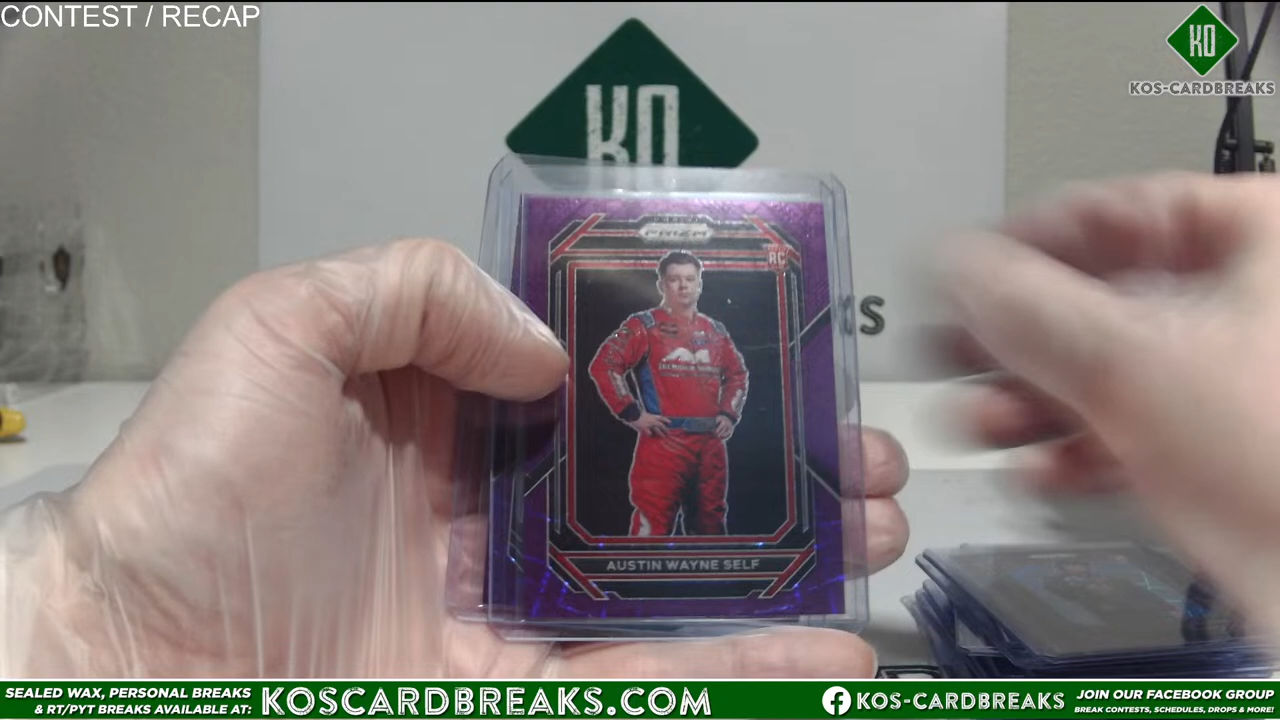 CONTEST / RECAP
KO
KOS-CARDBREAKS
KO
PRIZM
RC
S
AUSTIN WAYNE SELF
SEALED WAX, PERSONAL BREAKS
& RT/PYT BREAKS AVAILABLE AT:
KOSCARDBREAKS.COM
KOS-CARDBREAKS
JOIN OUR FACEBOOK GROUP
BREAK CONTESTS, SCHEDULES, DROPS & MORE!